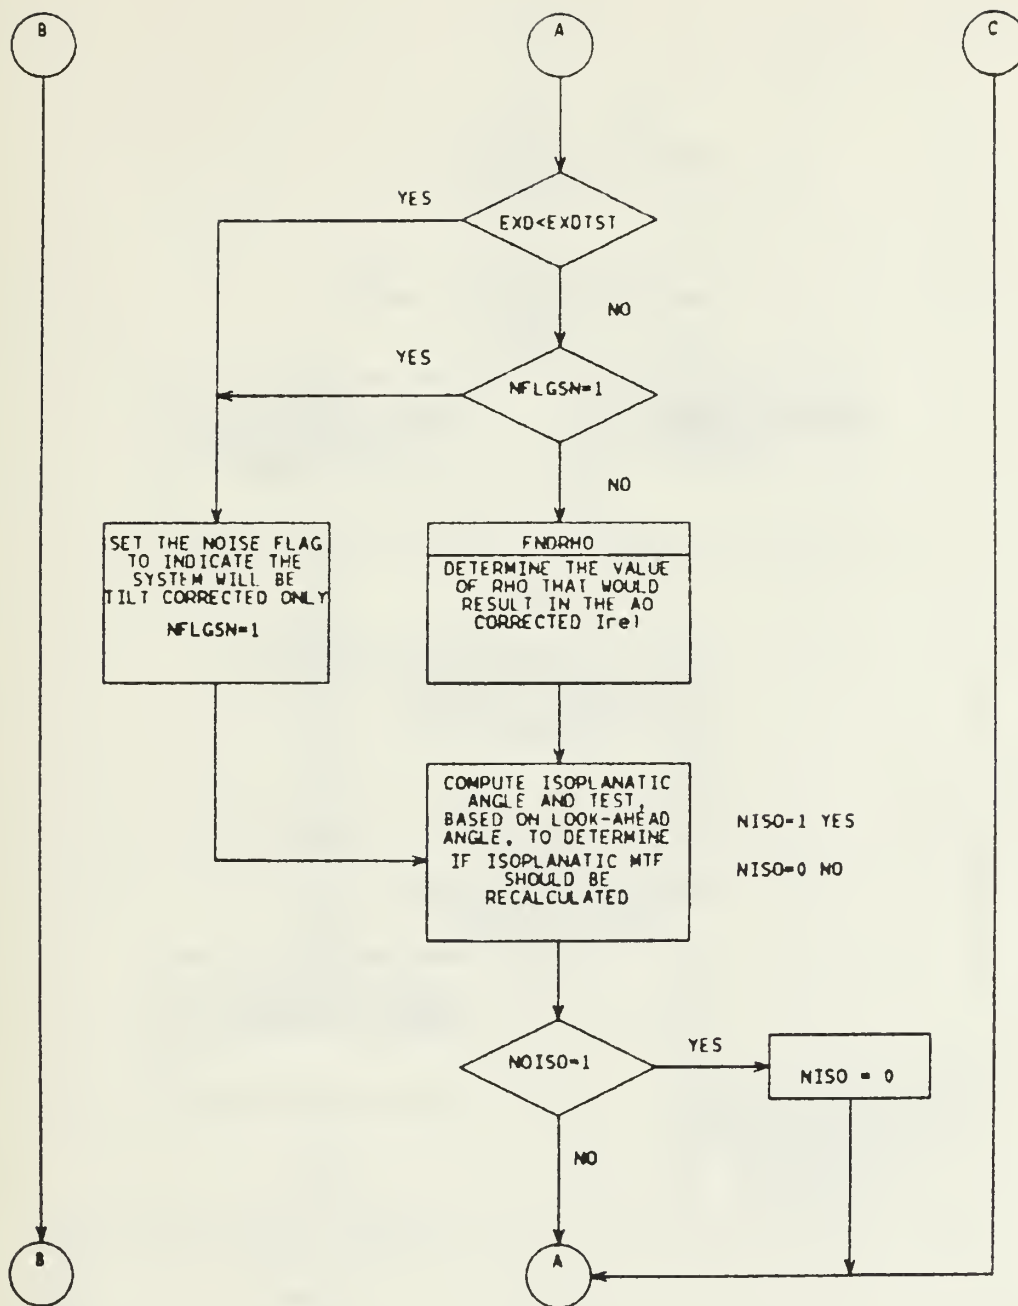 B
A
C
YES
EXD<EXDTST
NO
YES
NFLGSN=1
NO
SET THE NOISE FLAG
TO INDICATE THE
SYSTEM WILL BE
TILT CORRECTED ONLY
NFLGSN=1
FNDRHO
DETERMINE THE VALUE
OF RHO THAT WOULD
RESULT IN THE AO
CORRECTED Irel
COMPUTE ISOPLANATIC
ANGLE AND TEST,
BASED ON LOOK-AHEAD
ANGLE, TO DETERMINE
IF ISOPLANATIC MTF
SHOULD BE
RECALCULATED
NISO=1 YES
NISO=0 NO
NOISO=1
YES
NISO = 0
NO
B
A